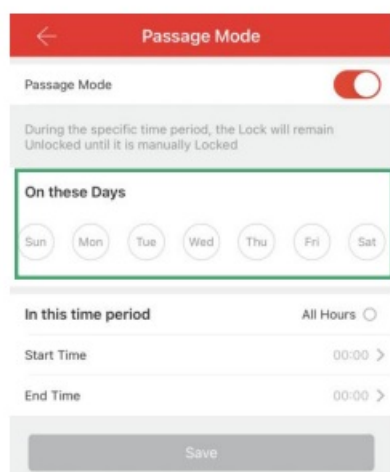 Passage Mode
Passage Mode
During the specific time period, the Lock will remain
Unlocked until it is manually Locked
On these Days
Sun Mon Tue Wed Thu Fri Sat
In this time period All Hours
Start Time 00:00
End Time 00:00
Save